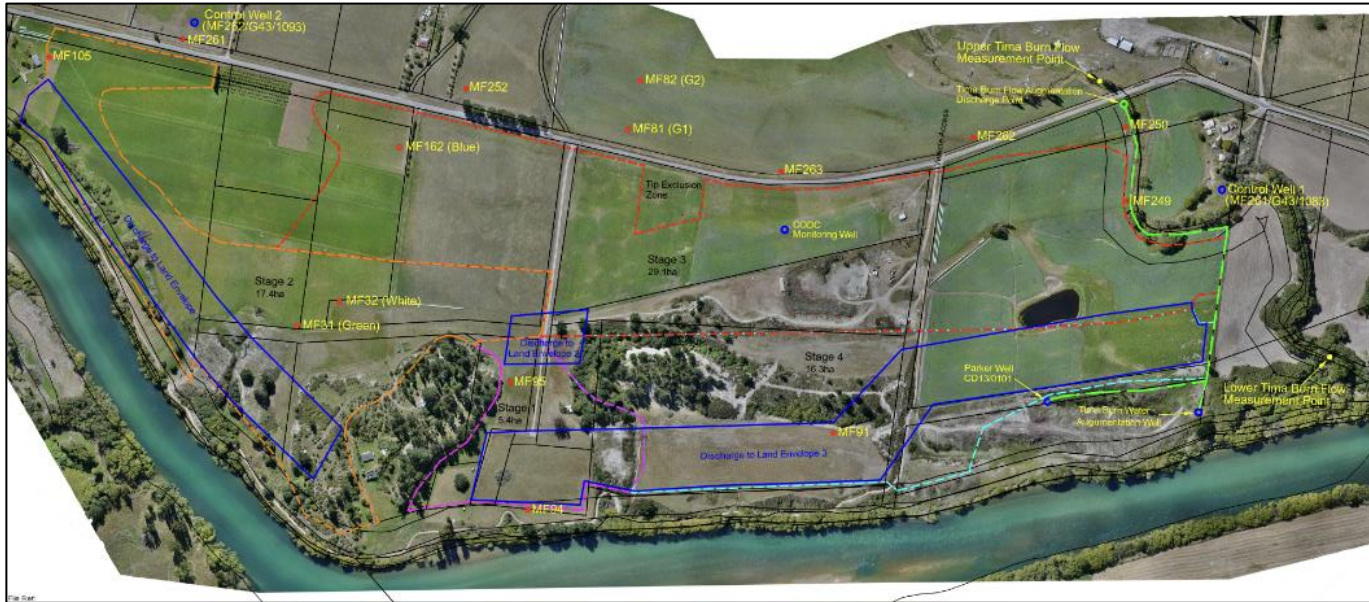 Control Well 2
(MF262/G43/1093)
MF261
MF105
MF252
MF82 (G2)
MF81 (G1)
MF162 (Blue)
Upper Tima Burn Flow
Measurement Point
Tima Burn Flow Augmentation
Discharge Point
MF250
MF262
MF263
MF249
Control Well 1
(MF261/G43/1083)
Tip Exclusion
Zone
CODC
Monitoring Well
Stage 3
29.1ha
Discharge to Land Envelope
Stage 2
17.4ha
MF32 (White)
MF31 (Green)
Discharge to
Land Envelope 2
MF95
Stage 1
5.4ha
Stage 4
16.3ha
Parker Well
CD13/0101
Lower Tima Burn Flow
Measurement Point
Tima Burn Water
Augmentation Well
MF91
Discharge to Land Envelope 3
MF94
File Ref: